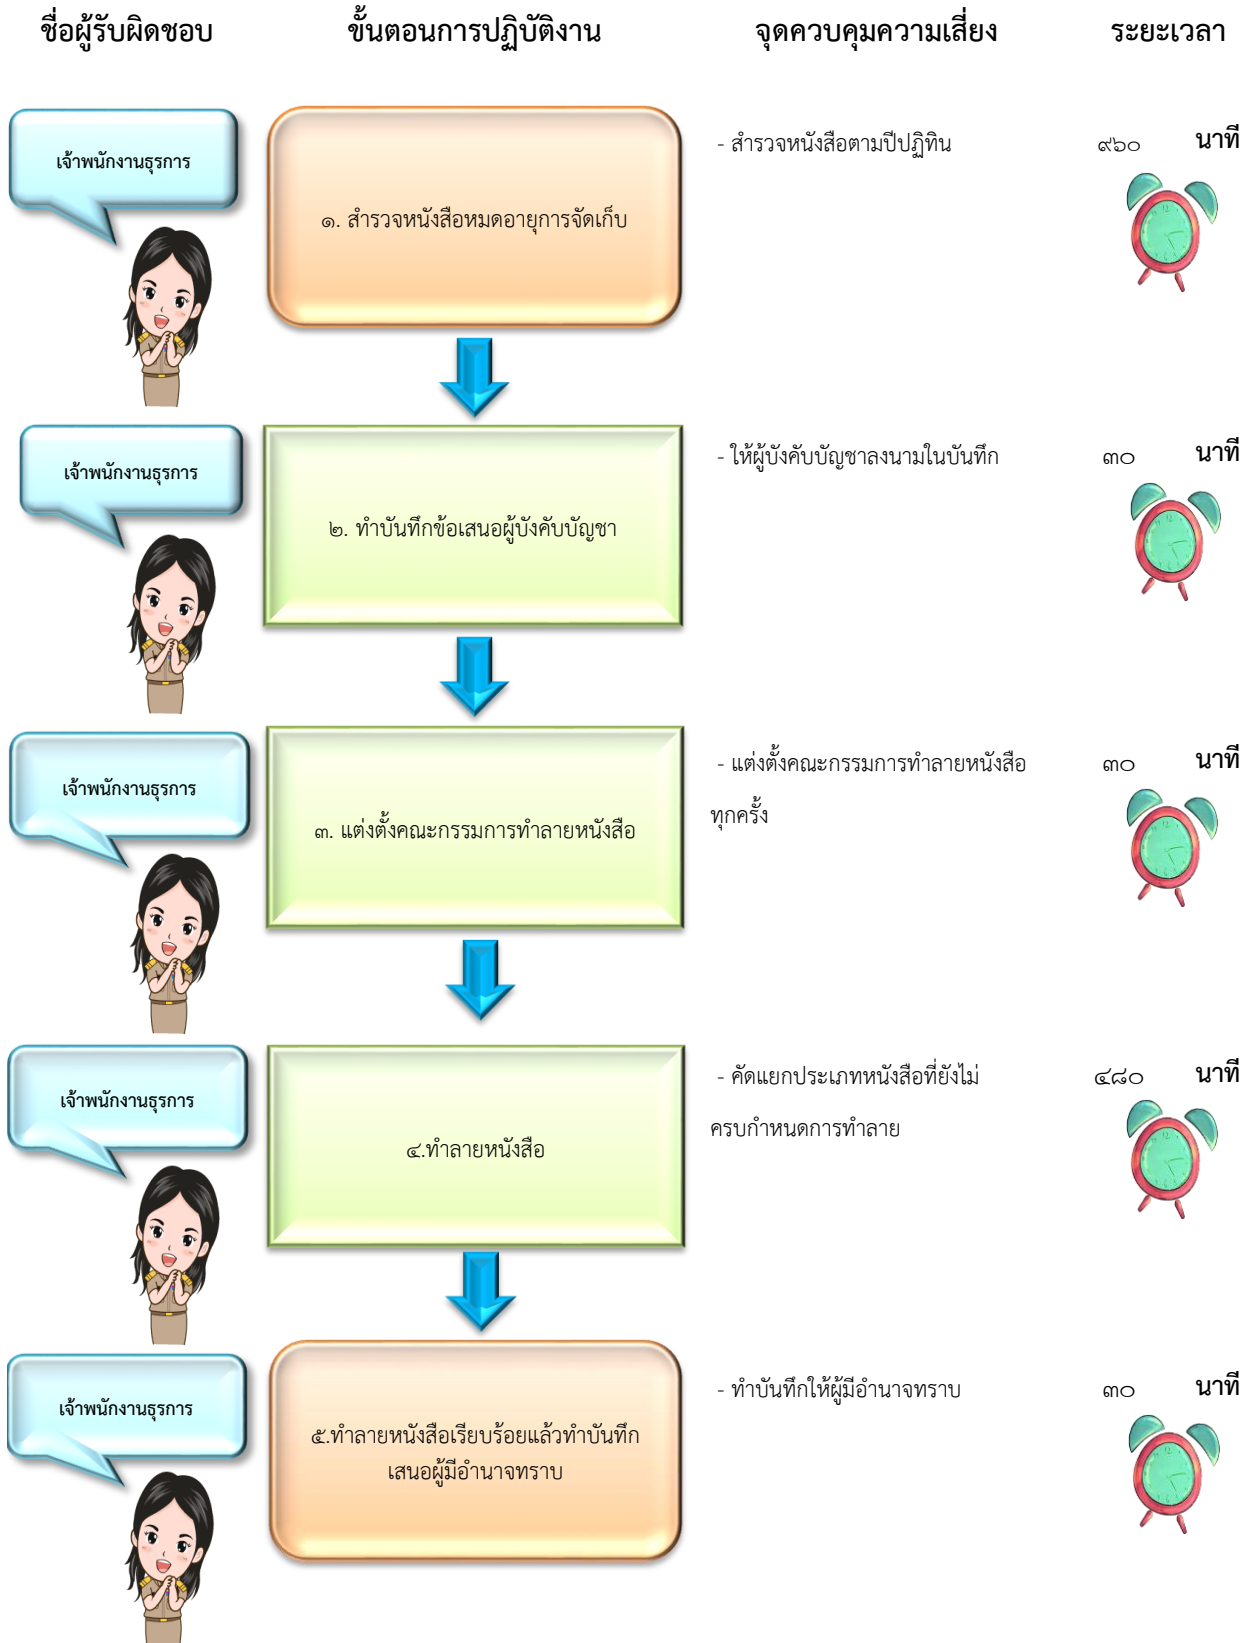 ชื่อผู้รับผิดชอบ ขั้นตอนการปฏิบัติงาน จุดควบคุมความเสี่ยง ระยะเวลา
เจ้าพนักงานธุรการ
๑. สำรวจหนังสือหมดอายุการจัดเก็บ
- สำรวจหนังสือตามปีปฏิทิน
๙๖๐ นาที
เจ้าพนักงานธุรการ
๒. ทำบันทึกข้อเสนอผู้บังคับบัญชา
- ให้ผู้บังคับบัญชาลงนามในบันทึก
๓๐ นาที
เจ้าพนักงานธุรการ
๓. แต่งตั้งคณะกรรมการทำลายหนังสือ
- แต่งตั้งคณะกรรมการทำลายหนังสือ
ทุกครั้ง
๓๐ นาที
เจ้าพนักงานธุรการ
๔.ทำลายหนังสือ
- คัดแยกประเภทหนังสือที่ยังไม่
ครบกำหนดการทำลาย
๔๘๐ นาที
เจ้าพนักงานธุรการ
๕.ทำลายหนังสือเรียบร้อยแล้วทำบันทึก
เสนอผู้มีอำนาจทราบ
- ทำบันทึกให้ผู้มีอำนาจทราบ
๓๐ นาที